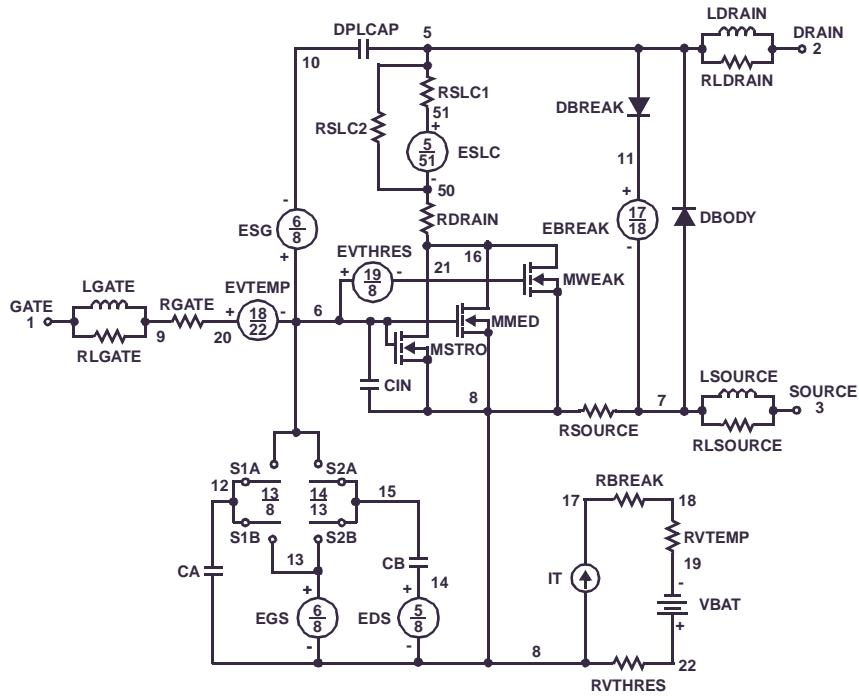 LDRAIN
DPLCAP 5 DRAIN
10 2
RLDRAIN
RSLC1
51
RSLC2
+
5
51
ESLC
-
50
DBREAK
11
+
17
18
EBREAK
-
DBODY
-
6
8
ESG
+
RDRAIN
16
EVTHRES
+ 19
8 -
21
MWEAK
LGATE
GATE
1
RLGATE
9
RGATE
20
EVTEMP
+ 18
22 -
6
MMED
MSTRO
CIN
8
RSOURCE
7
LSOURCE
SOURCE
3
RLSOURCE
S1A S2A
12 13
8
14
13
15
S1B S2B
13
CA
CB
14
+
6
8
EGS
-
+
5
8
EDS
-
8
RBREAK
17 18
RVTEMP
19
IT
-
VBAT
+
22
RVTHRES